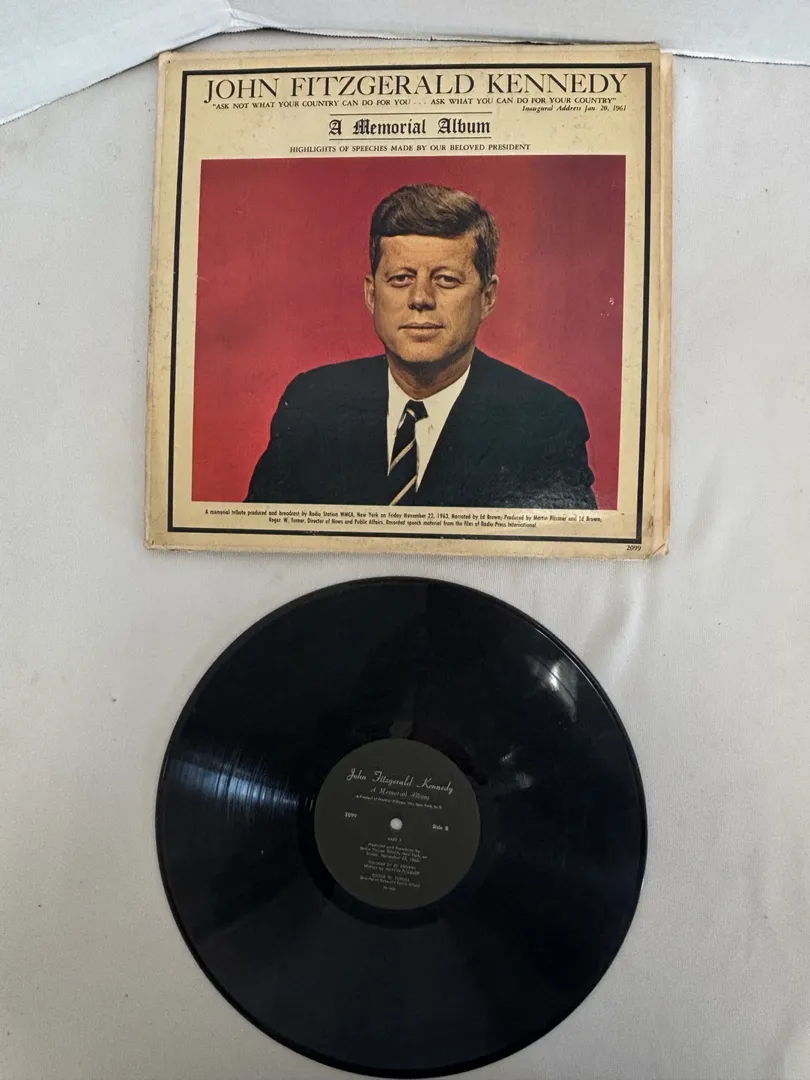 JOHN FITZGERALD KENNEDY
"ASK NOT WHAT YOUR COUNTRY CAN DO FOR YOU . . . ASK WHAT YOU CAN DO FOR YOUR COUNTRY"
Inaugural Address Jan. 20, 1961
A Memorial Album
HIGHLIGHTS OF SPEECHES MADE BY OUR BELOVED PRESIDENT
A memorial tribute produced and broadcast by Radio Station WMCA, New York on Friday November 22, 1963. Narrated by Ed Brown; Produced by Martin Plissner and Ed Brown,
Roger W. Turner, Director of News and Public Affairs. Recorded speech material from the files of Radio Press International
2099
John Fitzgerald Kennedy
A Memorial Album
2099 Side B